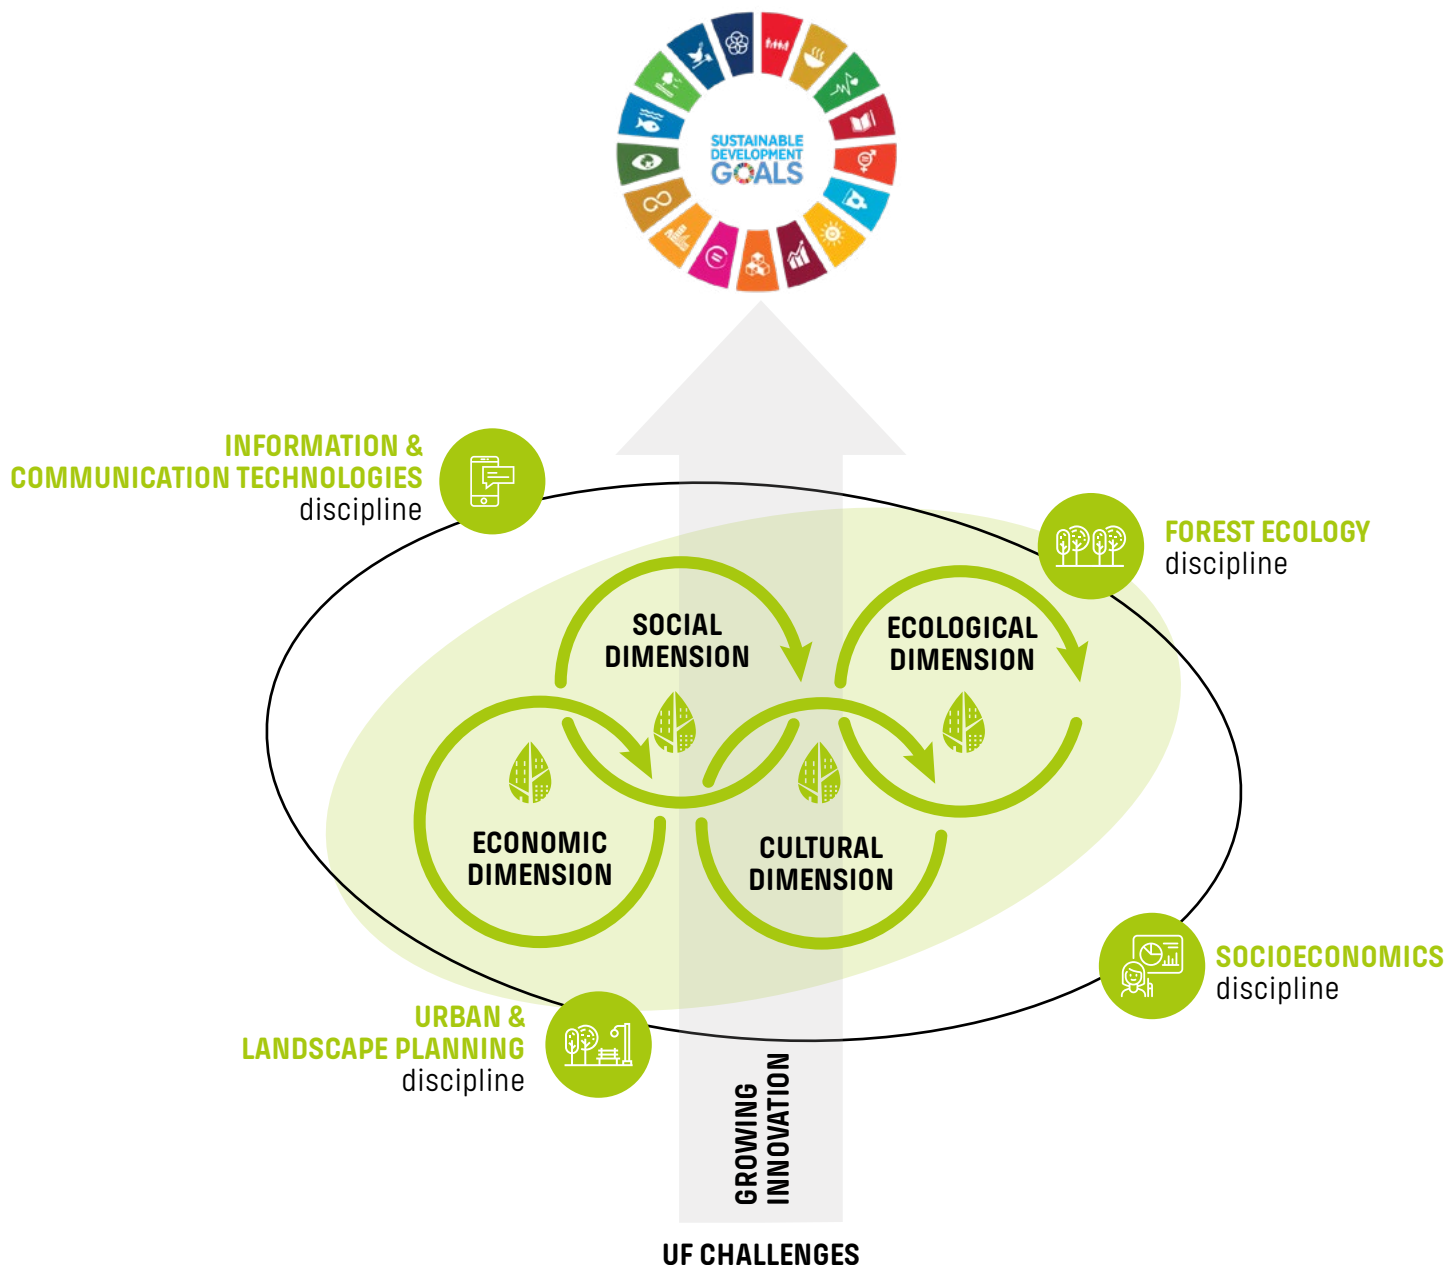 SUSTAINABLE
DEVELOPMENT
GOALS
INFORMATION &
COMMUNICATION TECHNOLOGIES
discipline
FOREST ECOLOGY
discipline
SOCIAL
DIMENSION
ECOLOGICAL
DIMENSION
ECONOMIC
DIMENSION
CULTURAL
DIMENSION
SOCIOECONOMICS
discipline
URBAN &
LANDSCAPE PLANNING
discipline
GROWING
INNOVATION
UF CHALLENGES